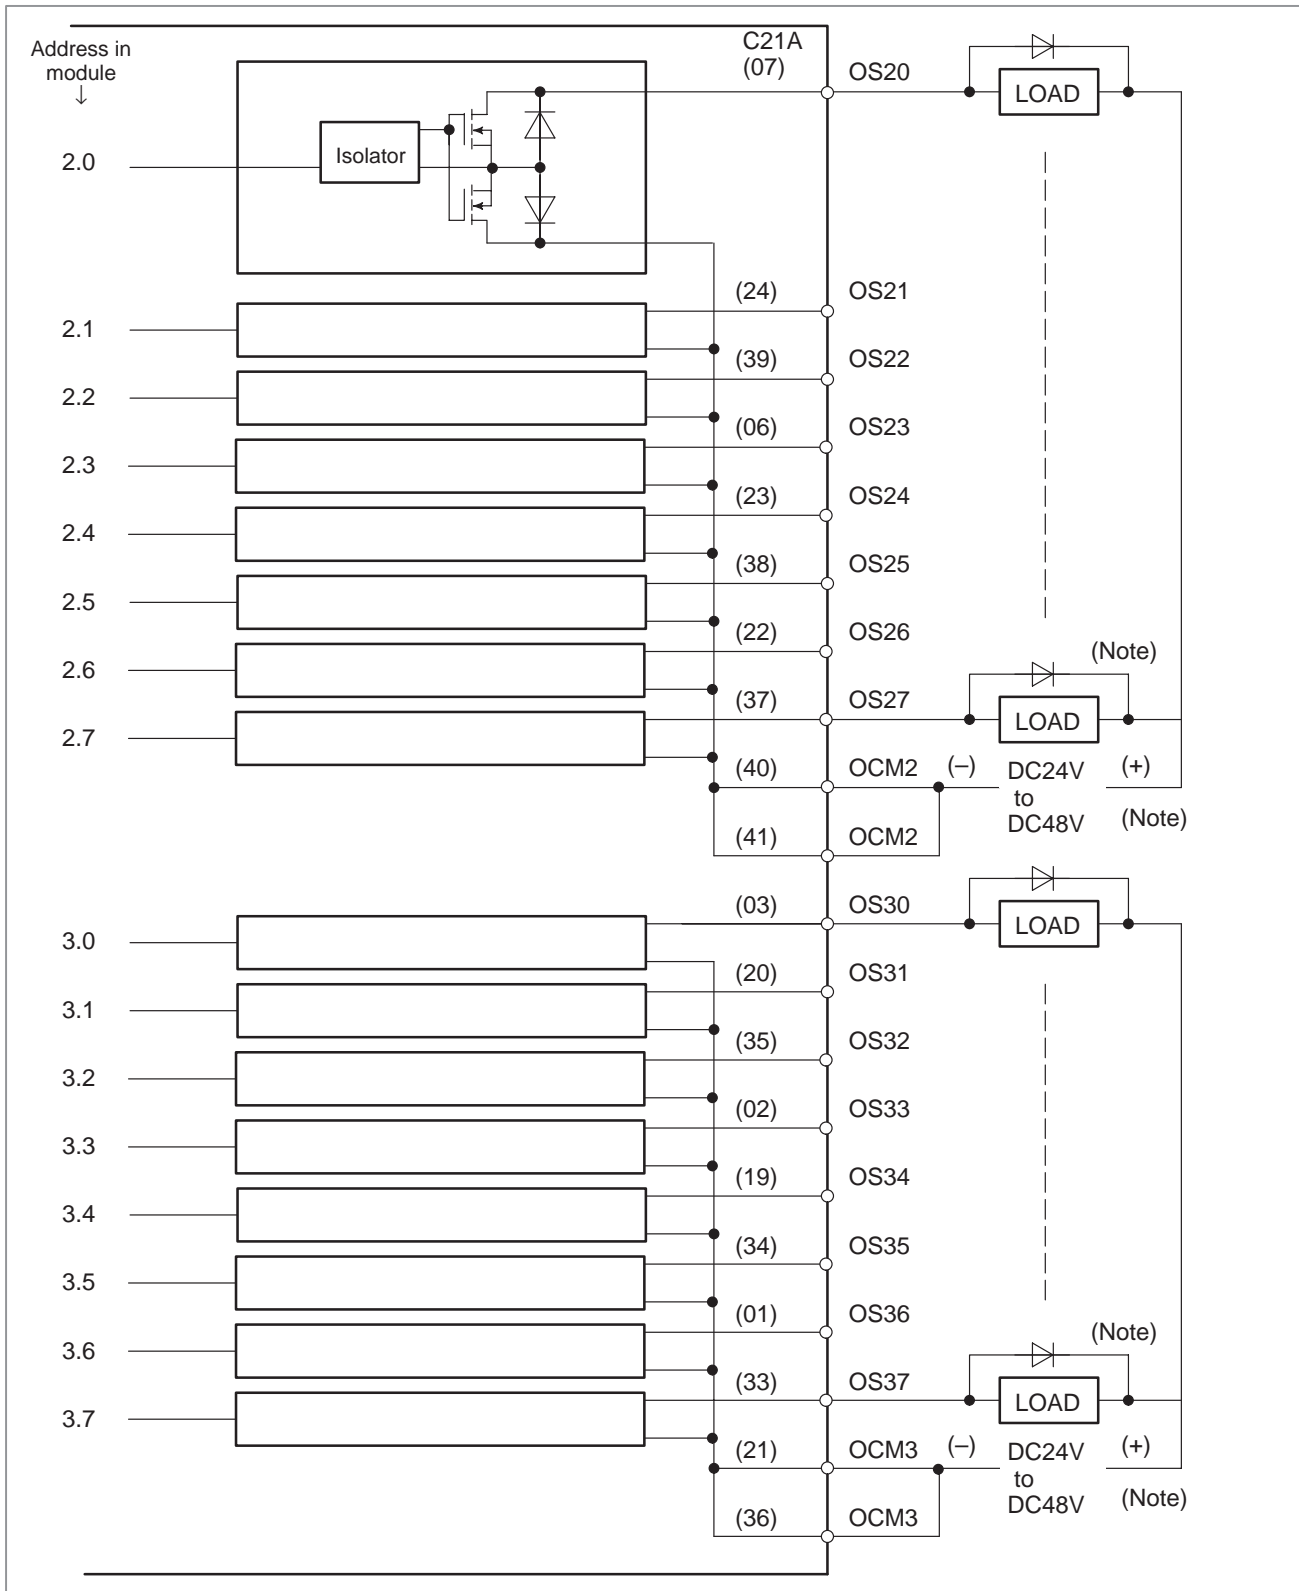 Address in
module
↓
C21A
(07)
OS20
LOAD
2.0
Isolator
(24)
OS21
2.1
(39)
OS22
2.2
(06)
OS23
2.3
(23)
OS24
2.4
(38)
OS25
2.5
(22)
OS26
(Note)
2.6
(37)
OS27
LOAD
2.7
(40)
OCM2
(–)
DC24V
to
DC48V
(+)
(Note)
(41)
OCM2
(03)
OS30
LOAD
3.0
(20)
OS31
3.1
(35)
OS32
3.2
(02)
OS33
3.3
(19)
OS34
3.4
(34)
OS35
3.5
(01)
OS36
(Note)
3.6
(33)
OS37
LOAD
3.7
(21)
OCM3
(–)
DC24V
to
DC48V
(+)
(Note)
(36)
OCM3